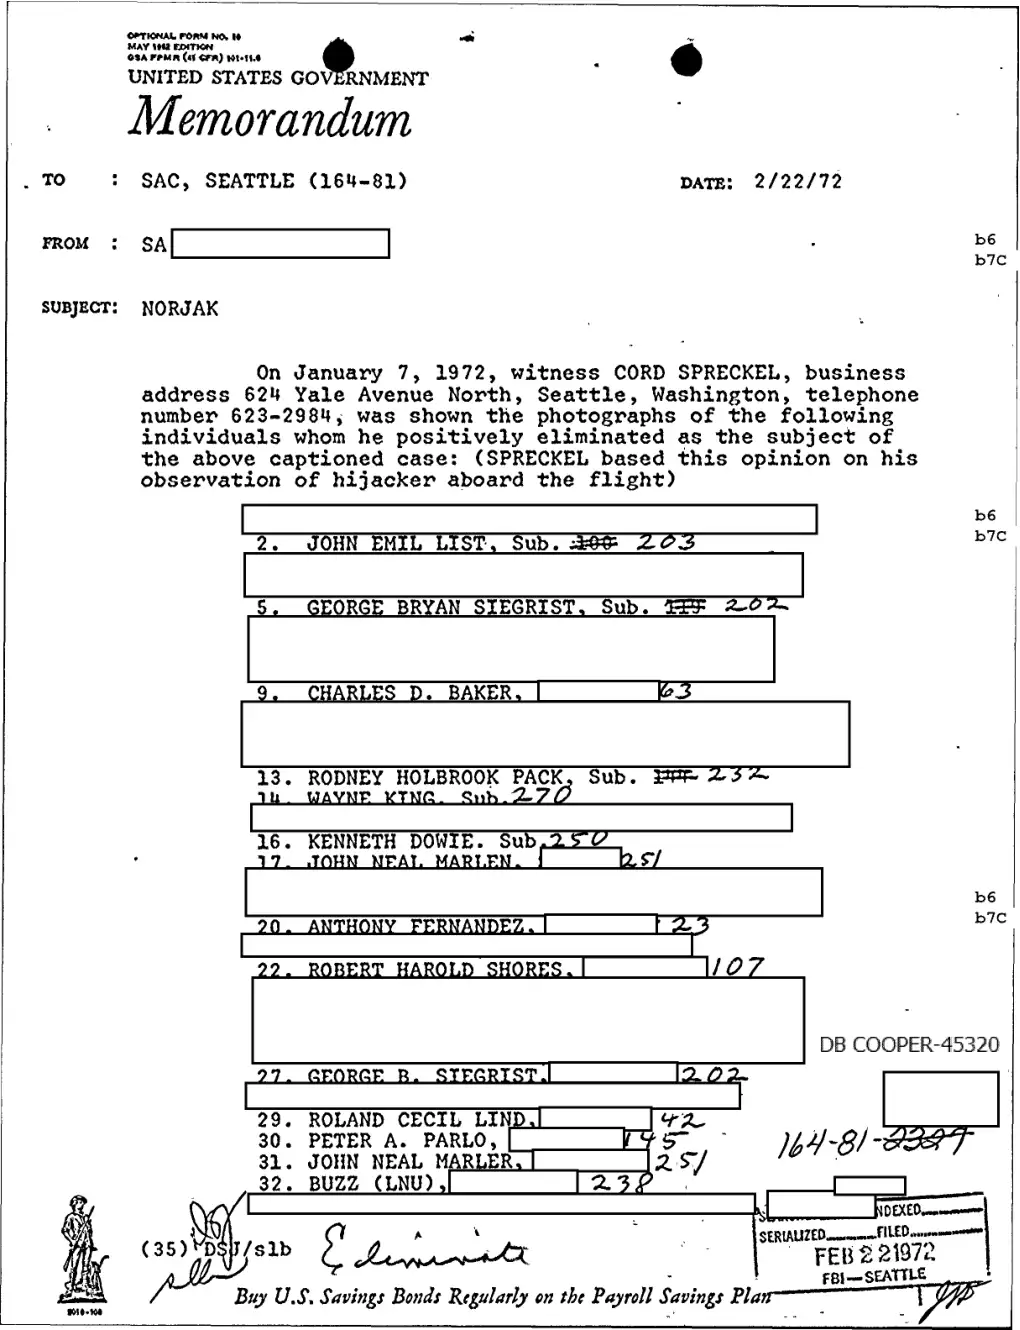 OPTIONAL FORM NO. 10
MAY 1962 EDITION
GSA FPMR (41 CFR) 101-11.6
UNITED STATES GOVERNMENT
Memorandum
TO : SAC, SEATTLE (164-81) DATE: 2/22/72
FROM : SA b6
b7C
SUBJECT: NORJAK
On January 7, 1972, witness CORD SPRECKEL, business
address 624 Yale Avenue North, Seattle, Washington, telephone
number 623-2984, was shown the photographs of the following
individuals whom he positively eliminated as the subject of
the above captioned case: (SPRECKEL based this opinion on his
observation of hijacker aboard the flight)
b6
b7C
2. JOHN EMIL LIST, Sub. 203
5. GEORGE BRYAN SIEGRIST, Sub. 202
9. CHARLES D. BAKER, 63
13. RODNEY HOLBROOK PACK, Sub. 232
14. WAYNE KING, Sub. 270
16. KENNETH DOWIE. Sub. 250
17. JOHN NEAL MARLEN, 251
b6
b7C
20. ANTHONY FERNANDEZ, 23
22. ROBERT HAROLD SHORES, 107
DB COOPER-45320
27. GEORGE B. SIEGRIST, 202
29. ROLAND CECIL LIND, 42
30. PETER A. PARLO, 145
31. JOHN NEAL MARLER, 251
32. BUZZ (LNU), 238
164-81-2329
NDEXED
SERIALIZED FILED
FEB 22 1972
FBI—SEATTLE
(35) DSJ/slb
Eliminate
5010-108
Buy U.S. Savings Bonds Regularly on the Payroll Savings Plan